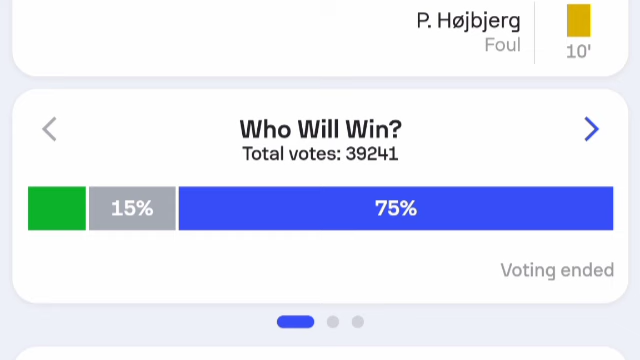 P. Højbjerg
Foul
10'
Who Will Win?
Total votes: 39241
15%
75%
Voting ended